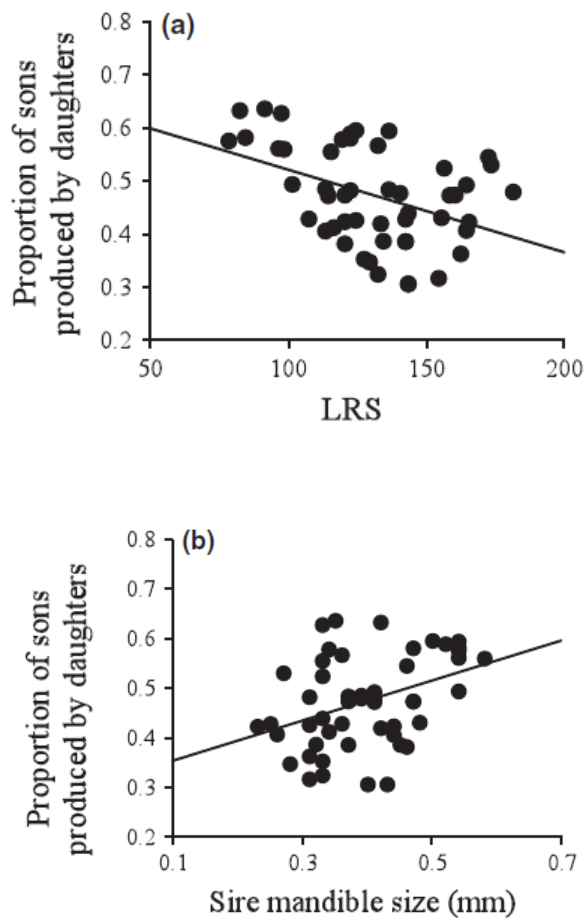 (a)
Proportion of sons
produced by daughters
0.8
0.7
0.6
0.5
0.4
0.3
0.2
50 100 150 200
LRS
(b)
Proportion of sons
produced by daughters
0.8
0.7
0.6
0.5
0.4
0.3
0.2
0.1 0.3 0.5 0.7
Sire mandible size (mm)